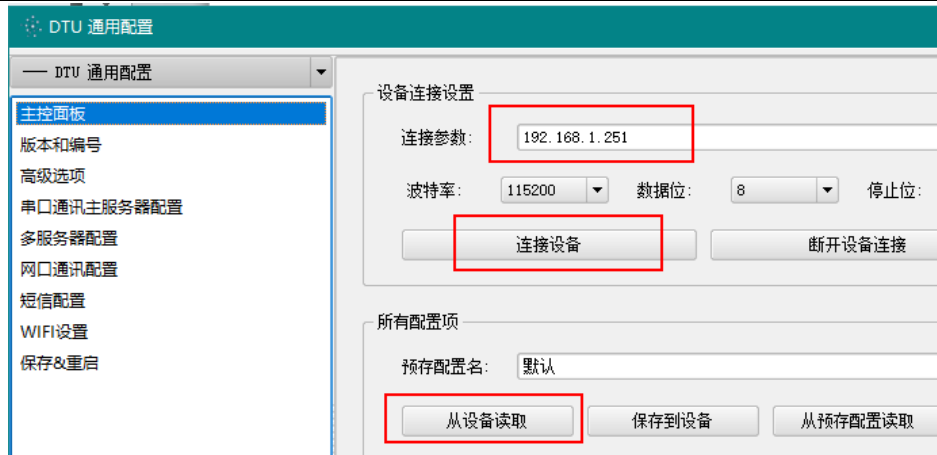 DTU 通用配置
── DTU 通用配置
主控面板
版本和编号
高级选项
串口通讯主服务器配置
多服务器配置
网口通讯配置
短信配置
WIFI设置
保存&重启
设备连接设置
连接参数: 192.168.1.251
波特率: 115200 数据位: 8 停止位:
连接设备 断开设备连接
所有配置项
预存配置名: 默认
从设备读取 保存到设备 从预存配置读取